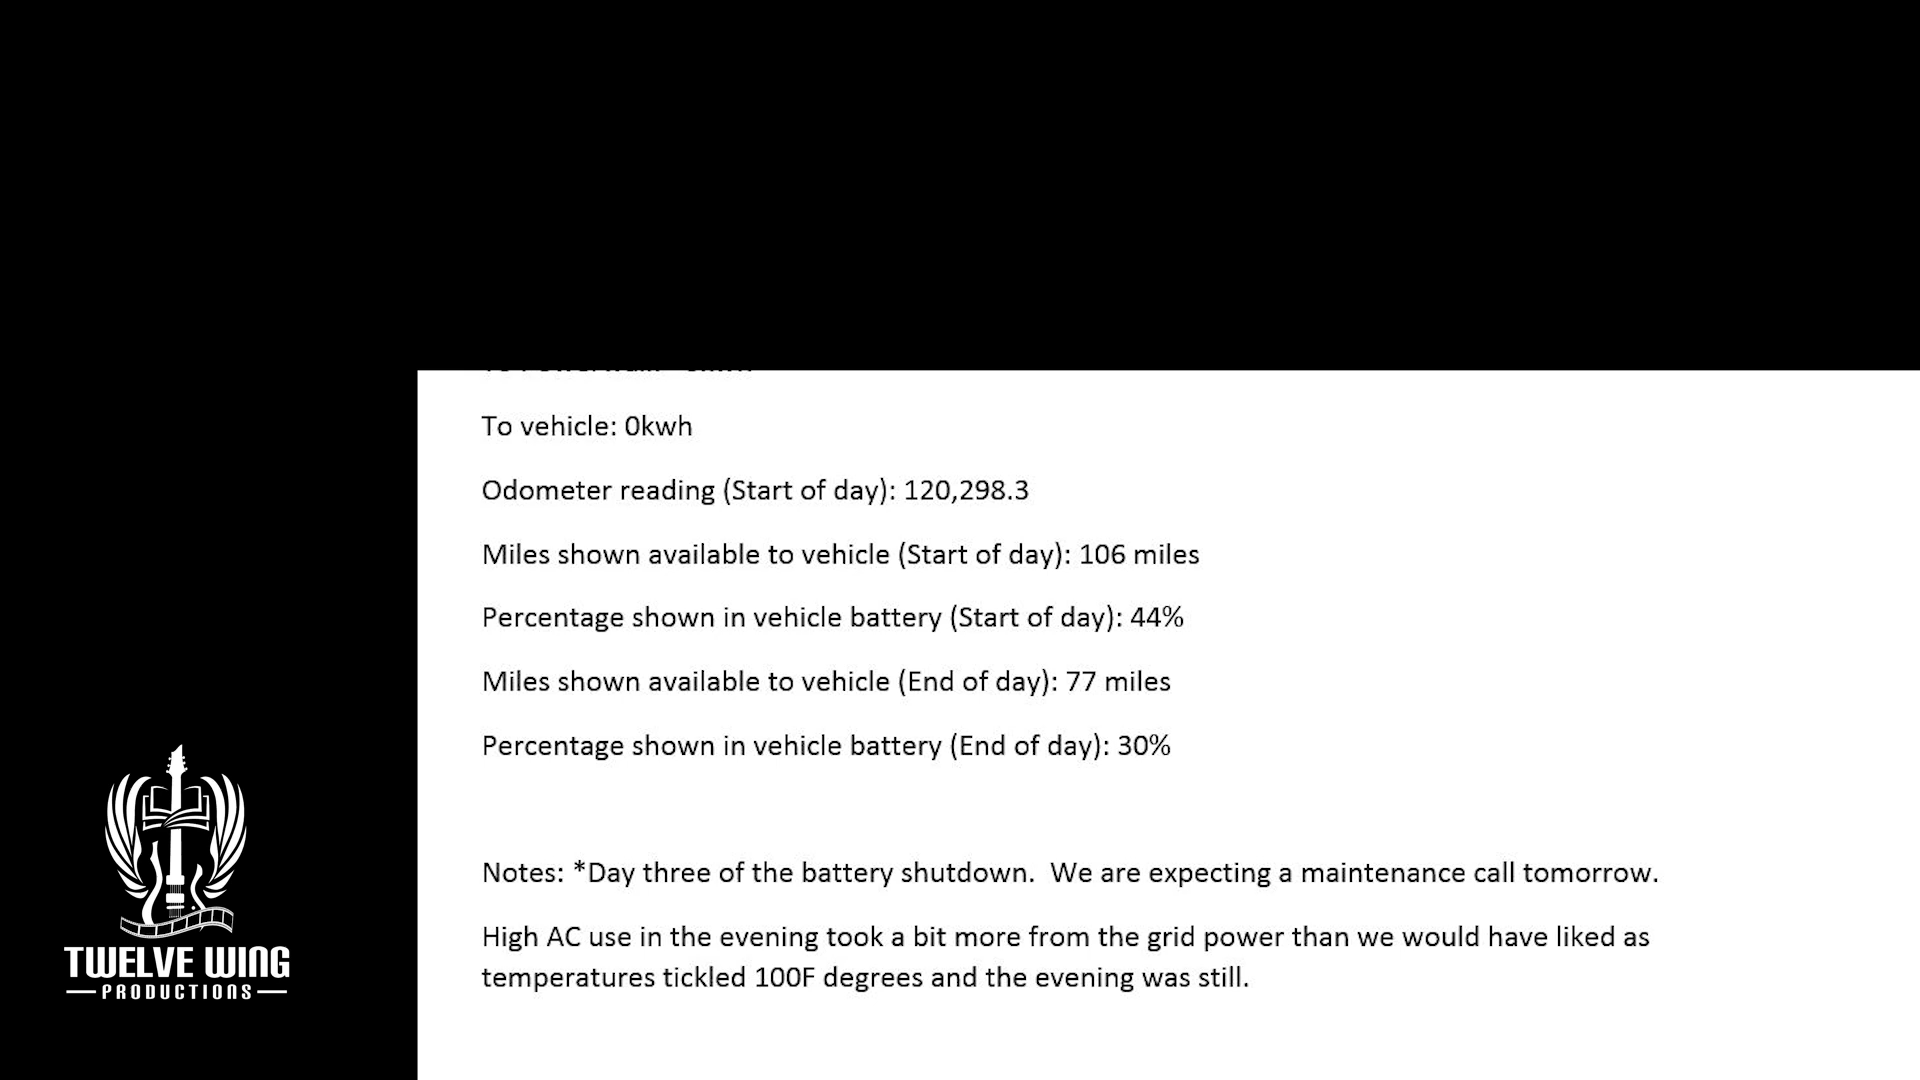 To vehicle: 0kwh
Odometer reading (Start of day): 120,298.3
Miles shown available to vehicle (Start of day): 106 miles
Percentage shown in vehicle battery (Start of day): 44%
Miles shown available to vehicle (End of day): 77 miles
Percentage shown in vehicle battery (End of day): 30%
Notes: *Day three of the battery shutdown.  We are expecting a maintenance call tomorrow.
High AC use in the evening took a bit more from the grid power than we would have liked as
temperatures tickled 100F degrees and the evening was still.
TWELVE WING
PRODUCTIONS